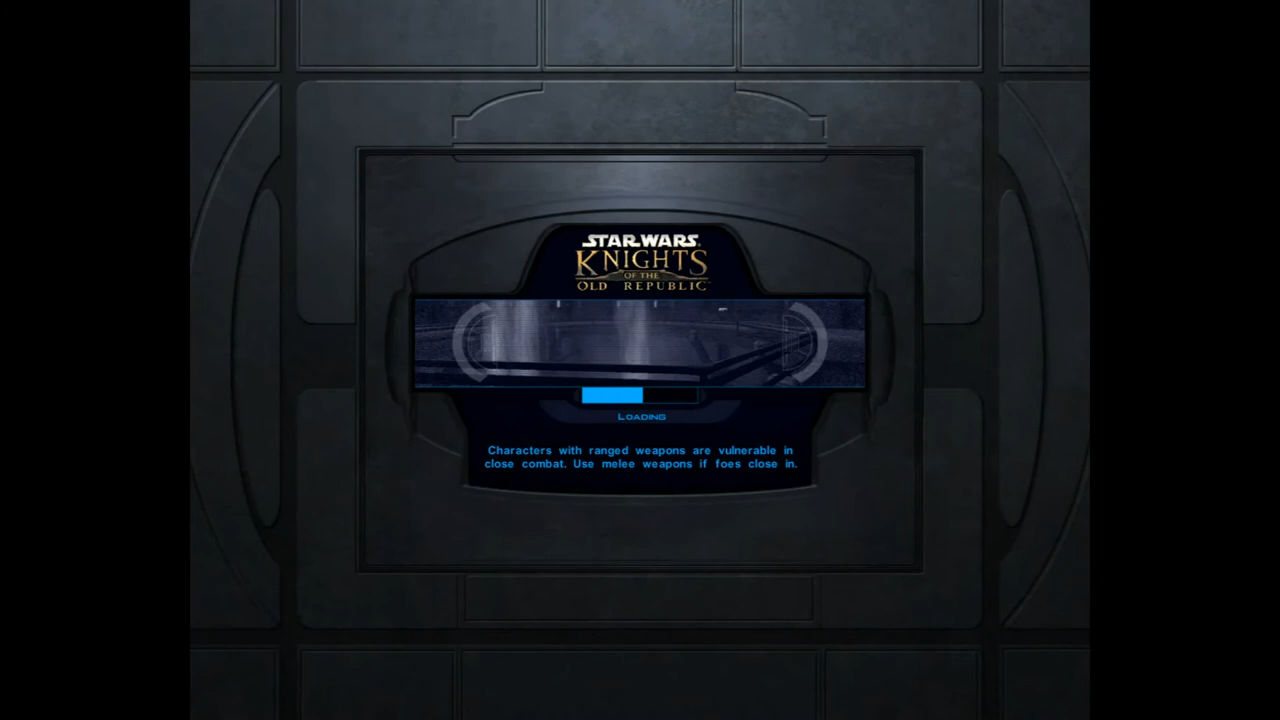 STAR WARS
KNIGHTS
OF THE
OLD REPUBLIC
LOADING
Characters with ranged weapons are vulnerable in
close combat. Use melee weapons if foes close in.